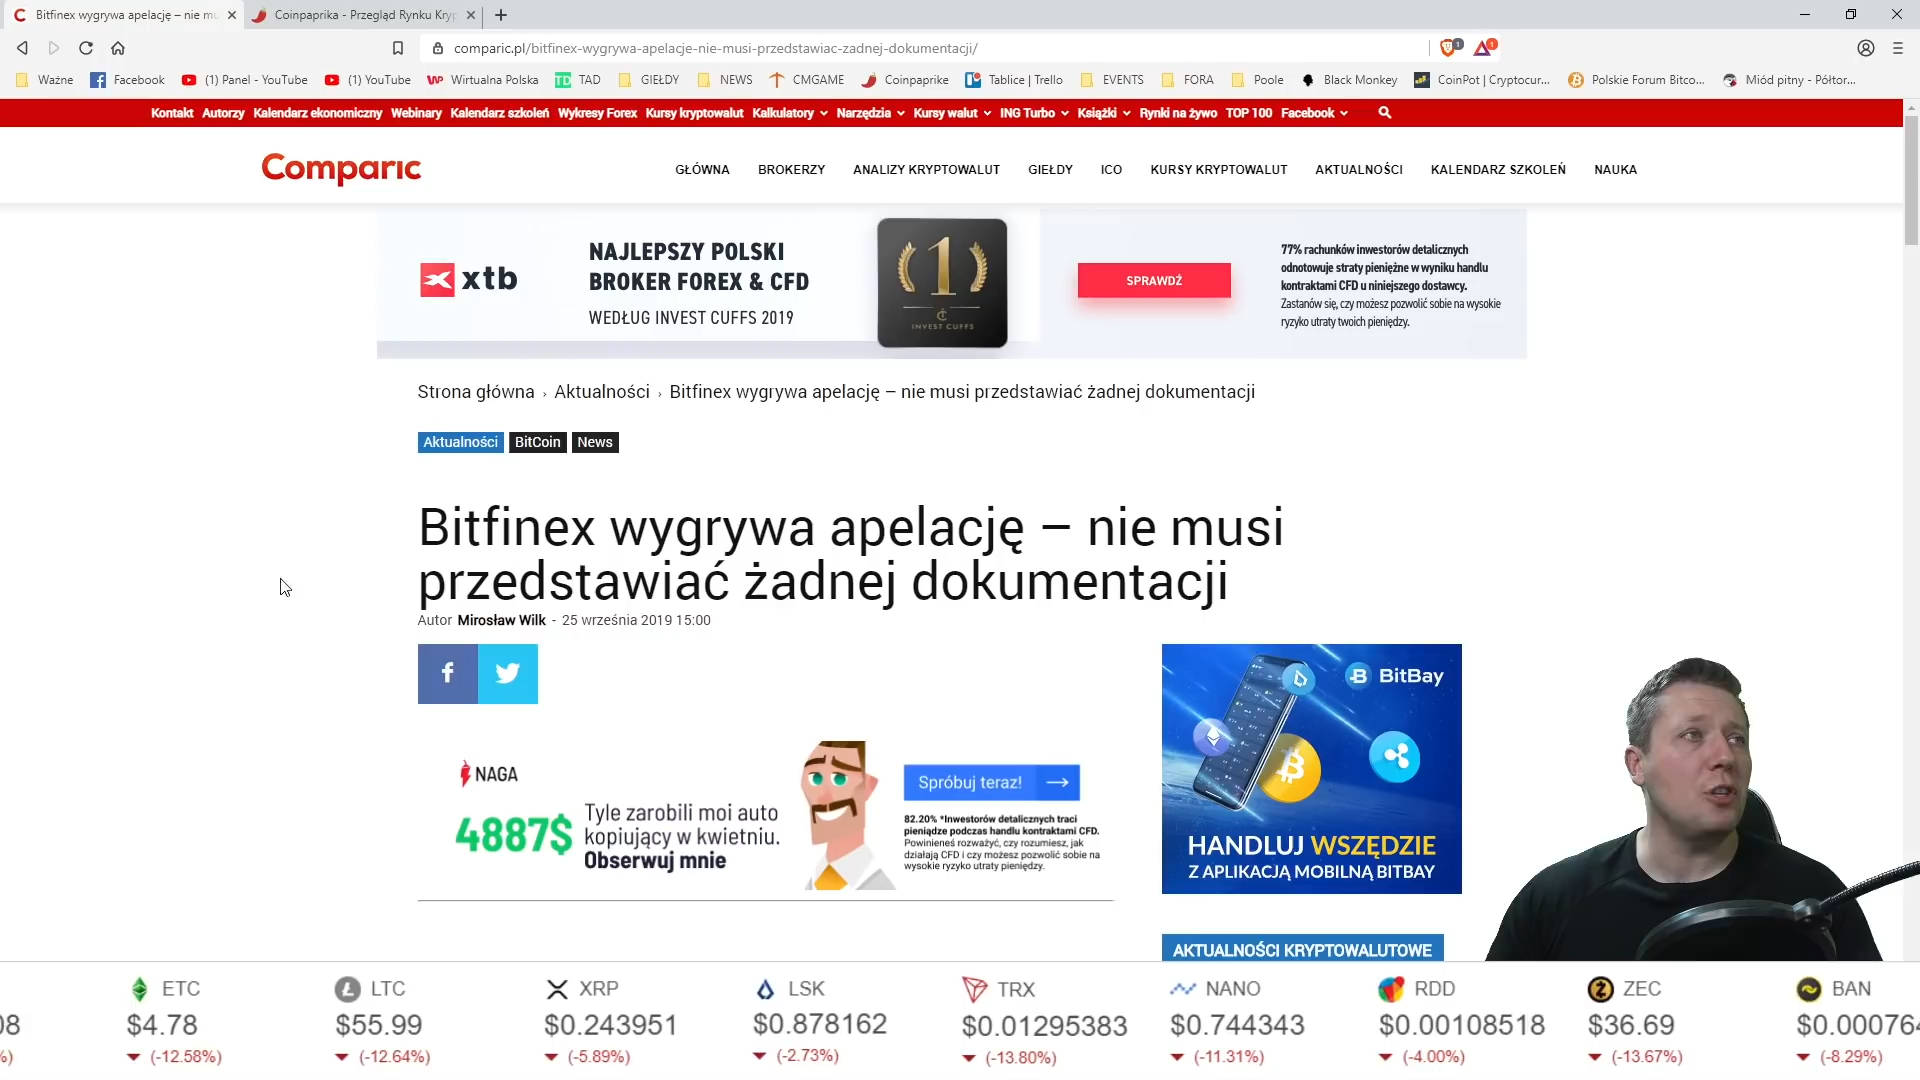 Bitfinex wygrywa apelację – nie mu
Coinpaprika - Przegląd Rynku Kryp
comparic.pl/bitfinex-wygrywa-apelacje-nie-musi-przedstawiac-zadnej-dokumentacji/
1
1
Ważne Facebook (1) Panel - YouTube (1) YouTube Wirtualna Polska TAD GIEŁDY NEWS CMGAME Coinpaprike Tablice | Trello EVENTS FORA Poole Black Monkey CoinPot | Cryptocur... Polskie Forum Bitco... Miód pitny - Półtor...
Kontakt Autorzy Kalendarz ekonomiczny Webinary Kalendarz szkoleń Wykresy Forex Kursy kryptowalut Kalkulatory Narzędzia Kursy walut ING Turbo Książki Rynki na żywo TOP 100 Facebook
Comparic
GŁÓWNA BROKERZY ANALIZY KRYPTOWALUT GIEŁDY ICO KURSY KRYPTOWALUT AKTUALNOŚCI KALENDARZ SZKOLEŃ NAUKA
xtb
NAJLEPSZY POLSKI
BROKER FOREX & CFD
WEDŁUG INVEST CUFFS 2019
1
INVEST CUFFS
SPRAWDŹ
77% rachunków inwestorów detalicznych
odnotowuje straty pieniężne w wyniku handlu
kontraktami CFD u niniejszego dostawcy.
Zastanów się, czy możesz pozwolić sobie na wysokie
ryzyko utraty twoich pieniędzy.
Strona główna › Aktualności › Bitfinex wygrywa apelację – nie musi przedstawiać żadnej dokumentacji
Aktualności BitCoin News
Bitfinex wygrywa apelację – nie musi
przedstawiać żadnej dokumentacji
Autor Mirosław Wilk - 25 września 2019 15:00
NAGA
4887$
Tyle zarobili moi auto
kopiujący w kwietniu.
Obserwuj mnie
Spróbuj teraz!
82.20% *Inwestorów detalicznych traci
pieniądze podczas handlu kontraktami CFD.
Powinieneś rozważyć, czy rozumiesz, jak
działają CFD i czy możesz pozwolić sobie na
wysokie ryzyko utraty pieniędzy.
BitBay
HANDLUJ WSZĘDZIE
Z APLIKACJĄ MOBILNĄ BITBAY
AKTUALNOŚCI KRYPTOWALUTOWE
ETC LTC XRP LSK TRX NANO RDD ZEC BAN
08 $4.78 $55.99 $0.243951 $0.878162 $0.01295383 $0.744343 $0.00108518 $36.69 $0.000764
%) (-12.58%) (-12.64%) (-5.89%) (-2.73%) (-13.80%) (-11.31%) (-4.00%) (-13.67%) (-8.29%)